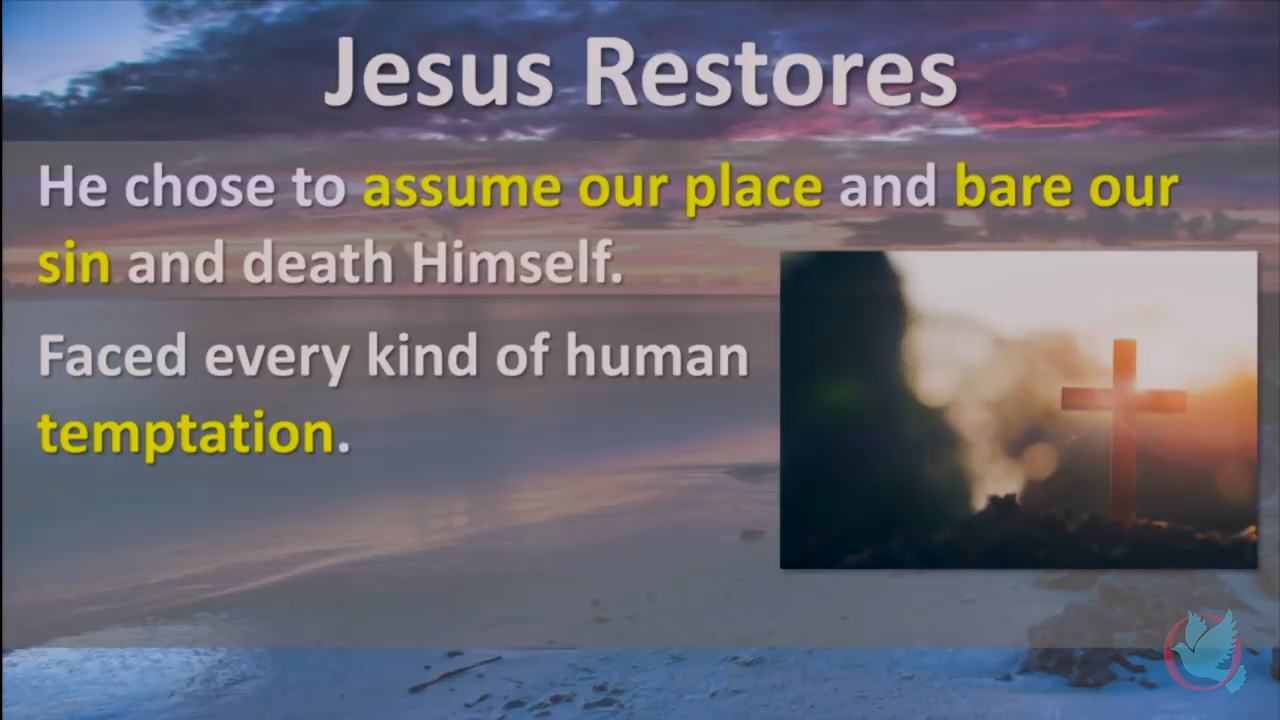 Jesus Restores
He chose to assume our place and bare our
sin and death Himself.
Faced every kind of human
temptation.